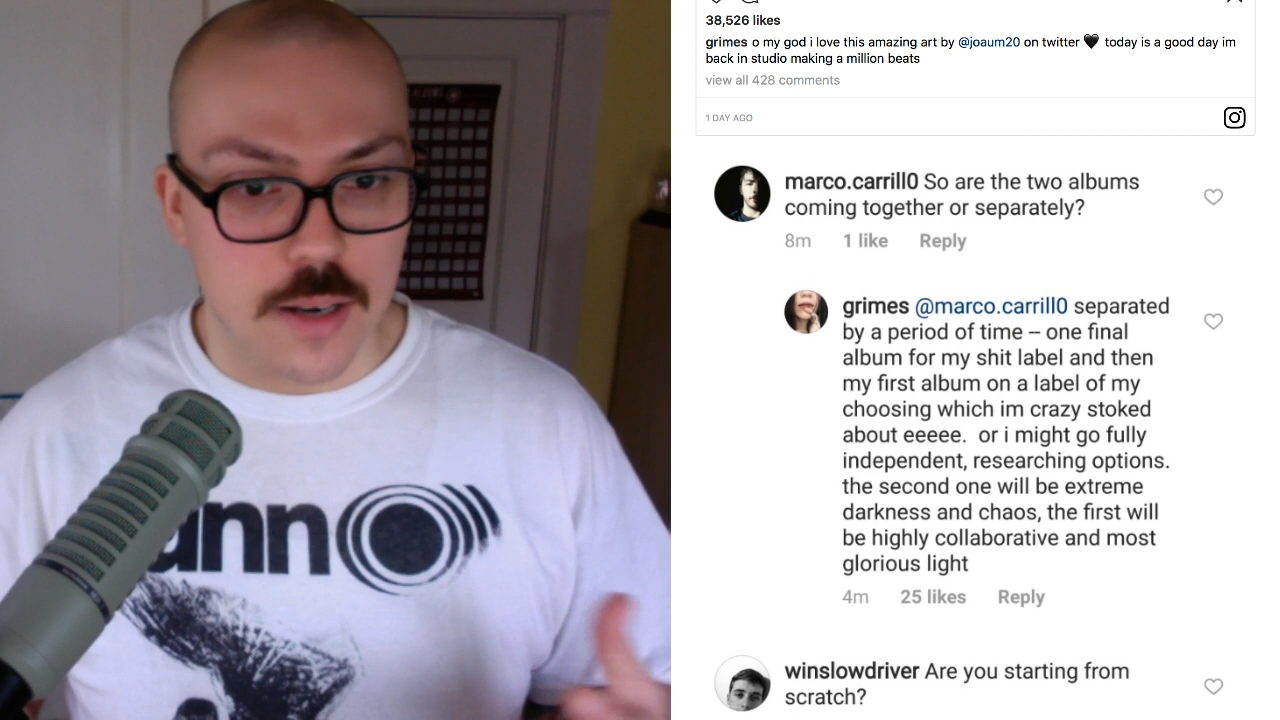 38,526 likes
grimes o my god i love this amazing art by @joaum20 on twitter 🖤 today is a good day im
back in studio making a million beats
view all 428 comments
1 DAY AGO
marco.carrill0 So are the two albums
coming together or separately?
8m 1 like Reply
grimes @marco.carrill0 separated
by a period of time -- one final
album for my shit label and then
my first album on a label of my
choosing which im crazy stoked
about eeeee. or i might go fully
independent, researching options.
the second one will be extreme
darkness and chaos, the first will
be highly collaborative and most
glorious light
4m 25 likes Reply
winslowdriver Are you starting from
scratch?